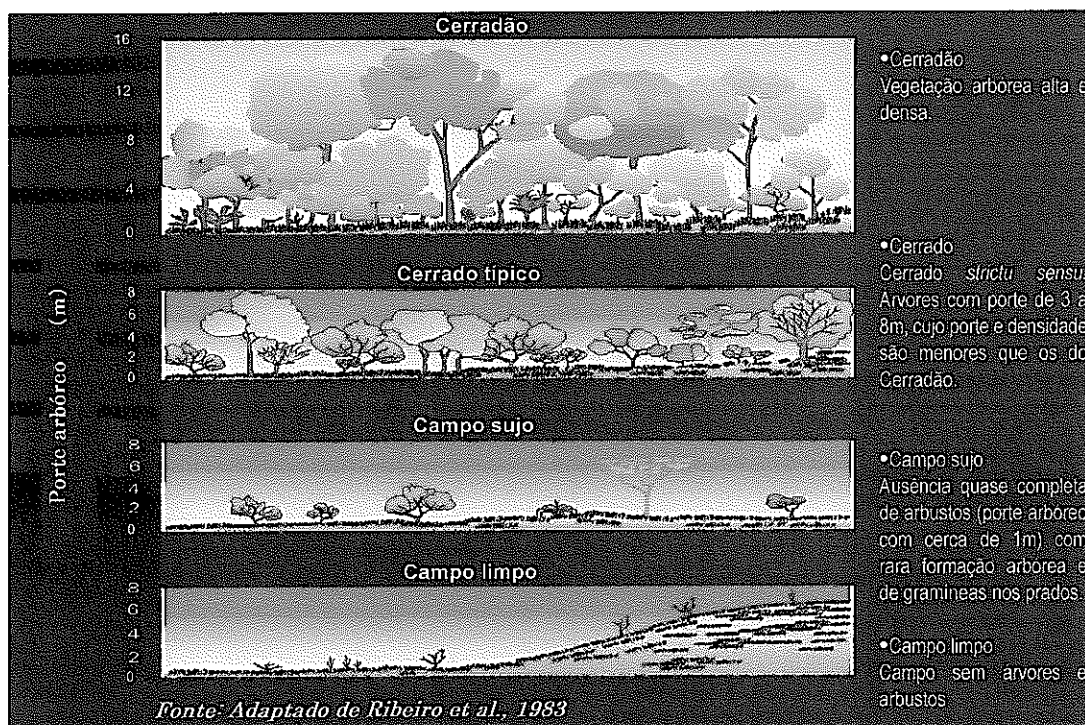 Cerradão
16
12
8
4
0
Cerrado típico
8
6
4
2
0
Campo sujo
8
6
4
2
0
Campo limpo
8
6
4
2
0
Porte arbóreo (m)
•Cerradão
Vegetação arbórea alta e
densa.
•Cerrado
Cerrado strictu sensu.
Arvores com porte de 3
8m, cujo porte e densidade
são menores que os do
Cerradão.
•Campo sujo
Ausência quase completa
de arbustos (porte arbóreo
com cerca de 1m) com
rara formação arbórea e
de gramíneas nos prados.
•Campo limpo
Campo sem arvores e
arbustos
Fonte: Adaptado de Ribeiro et al., 1983